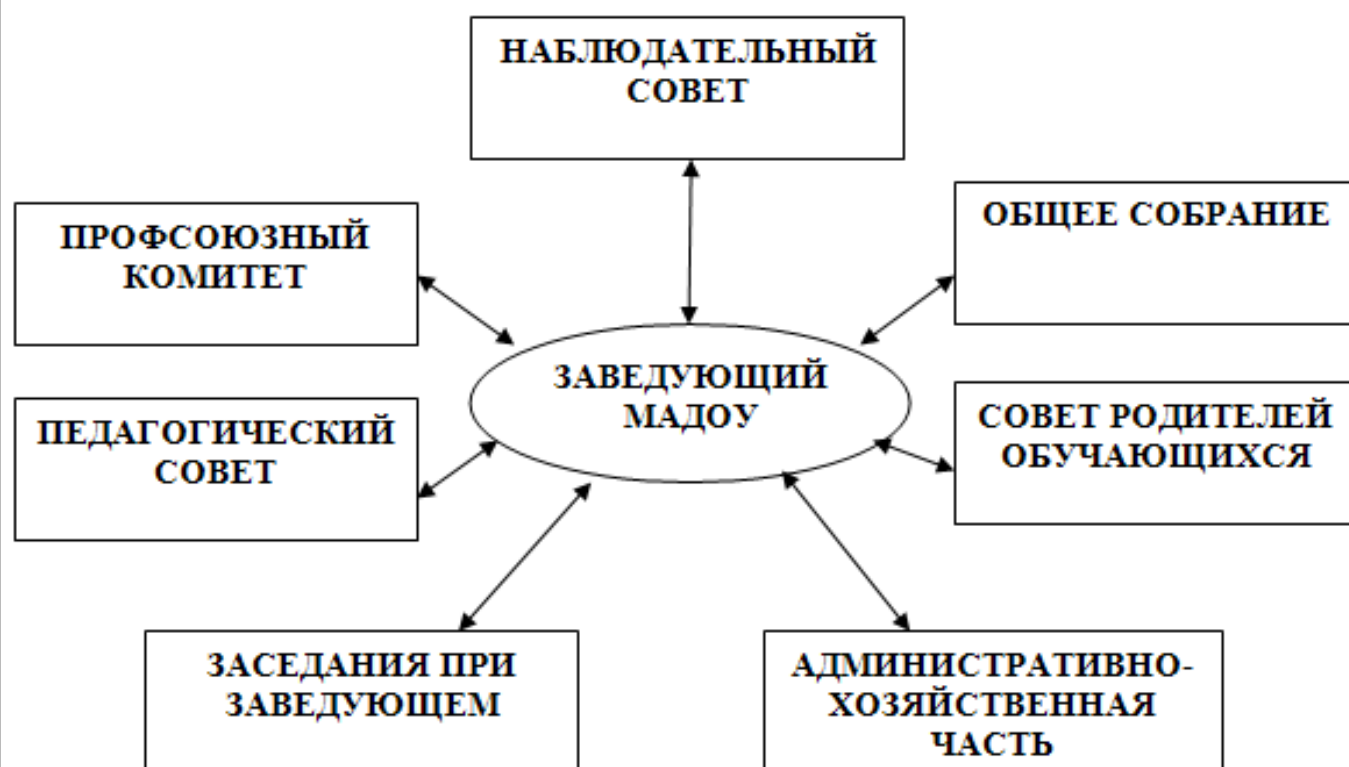 НАБЛЮДАТЕЛЬНЫЙ
СОВЕТ
ПРОФСОЮЗНЫЙ
КОМИТЕТ
ОБЩЕЕ СОБРАНИЕ
ЗАВЕДУЮЩИЙ
МАДОУ
ПЕДАГОГИЧЕСКИЙ
СОВЕТ
СОВЕТ РОДИТЕЛЕЙ
ОБУЧАЮЩИХСЯ
ЗАСЕДАНИЯ ПРИ
ЗАВЕДУЮЩЕМ
АДМИНИСТРАТИВНО-
ХОЗЯЙСТВЕННАЯ
ЧАСТЬ